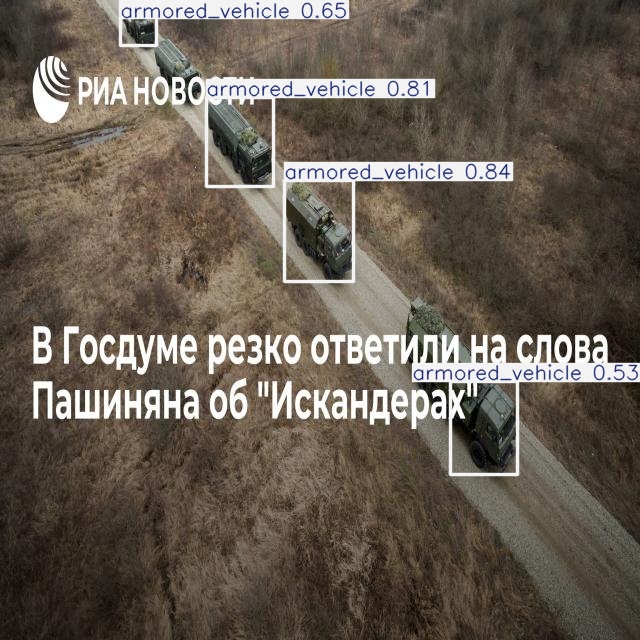 armored_vehicle 0.65
РИА НОВОСТИ
armored_vehicle 0.81
armored_vehicle 0.84
В Госдуме резко ответили на слова
armored_vehicle 0.53
Пашиняна об "Искандерах"